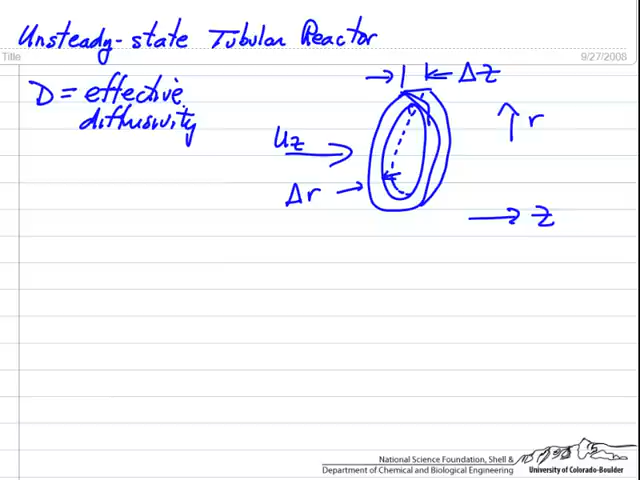 Unsteady-state Tubular Reactor
Title
9/27/2008
D = effective
diffusivity
Δz
r
Uz
Δr
z
National Science Foundation, Shell &
Department of Chemical and Biological Engineering
University of Colorado-Boulder